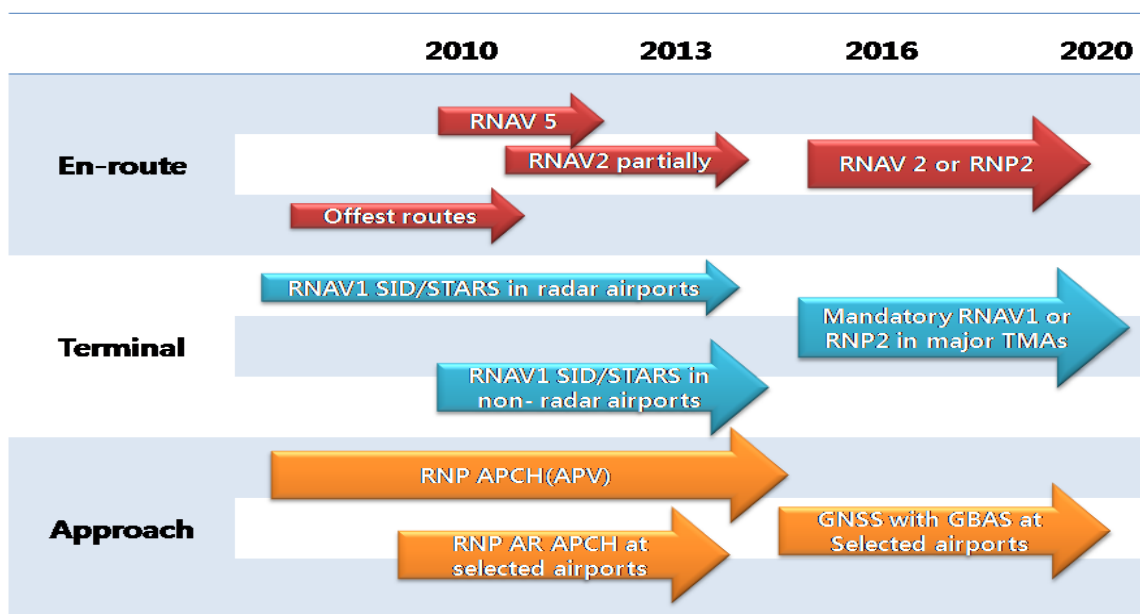 2010 2013 2016 2020
En-route
RNAV 5
RNAV2 partially
RNAV 2 or RNP2
Offest routes
Terminal
RNAV1 SID/STARS in radar airports
Mandatory RNAV1 or
RNP2 in major TMAs
RNAV1 SID/STARS in
non- radar airports
Approach
RNP APCH(APV)
GNSS with GBAS at
Selected airports
RNP AR APCH at
selected airports